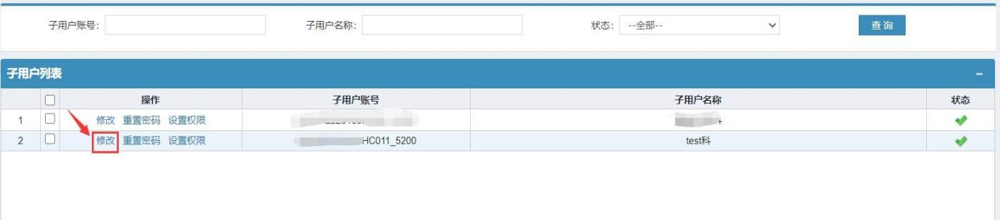 子用户账号: 子用户名称: 状态: --全部-- 查询
子用户列表
操作 子用户账号 子用户名称 状态
1 修改 重置密码 设置权限
2 修改 重置密码 设置权限 HC011_5200 test科